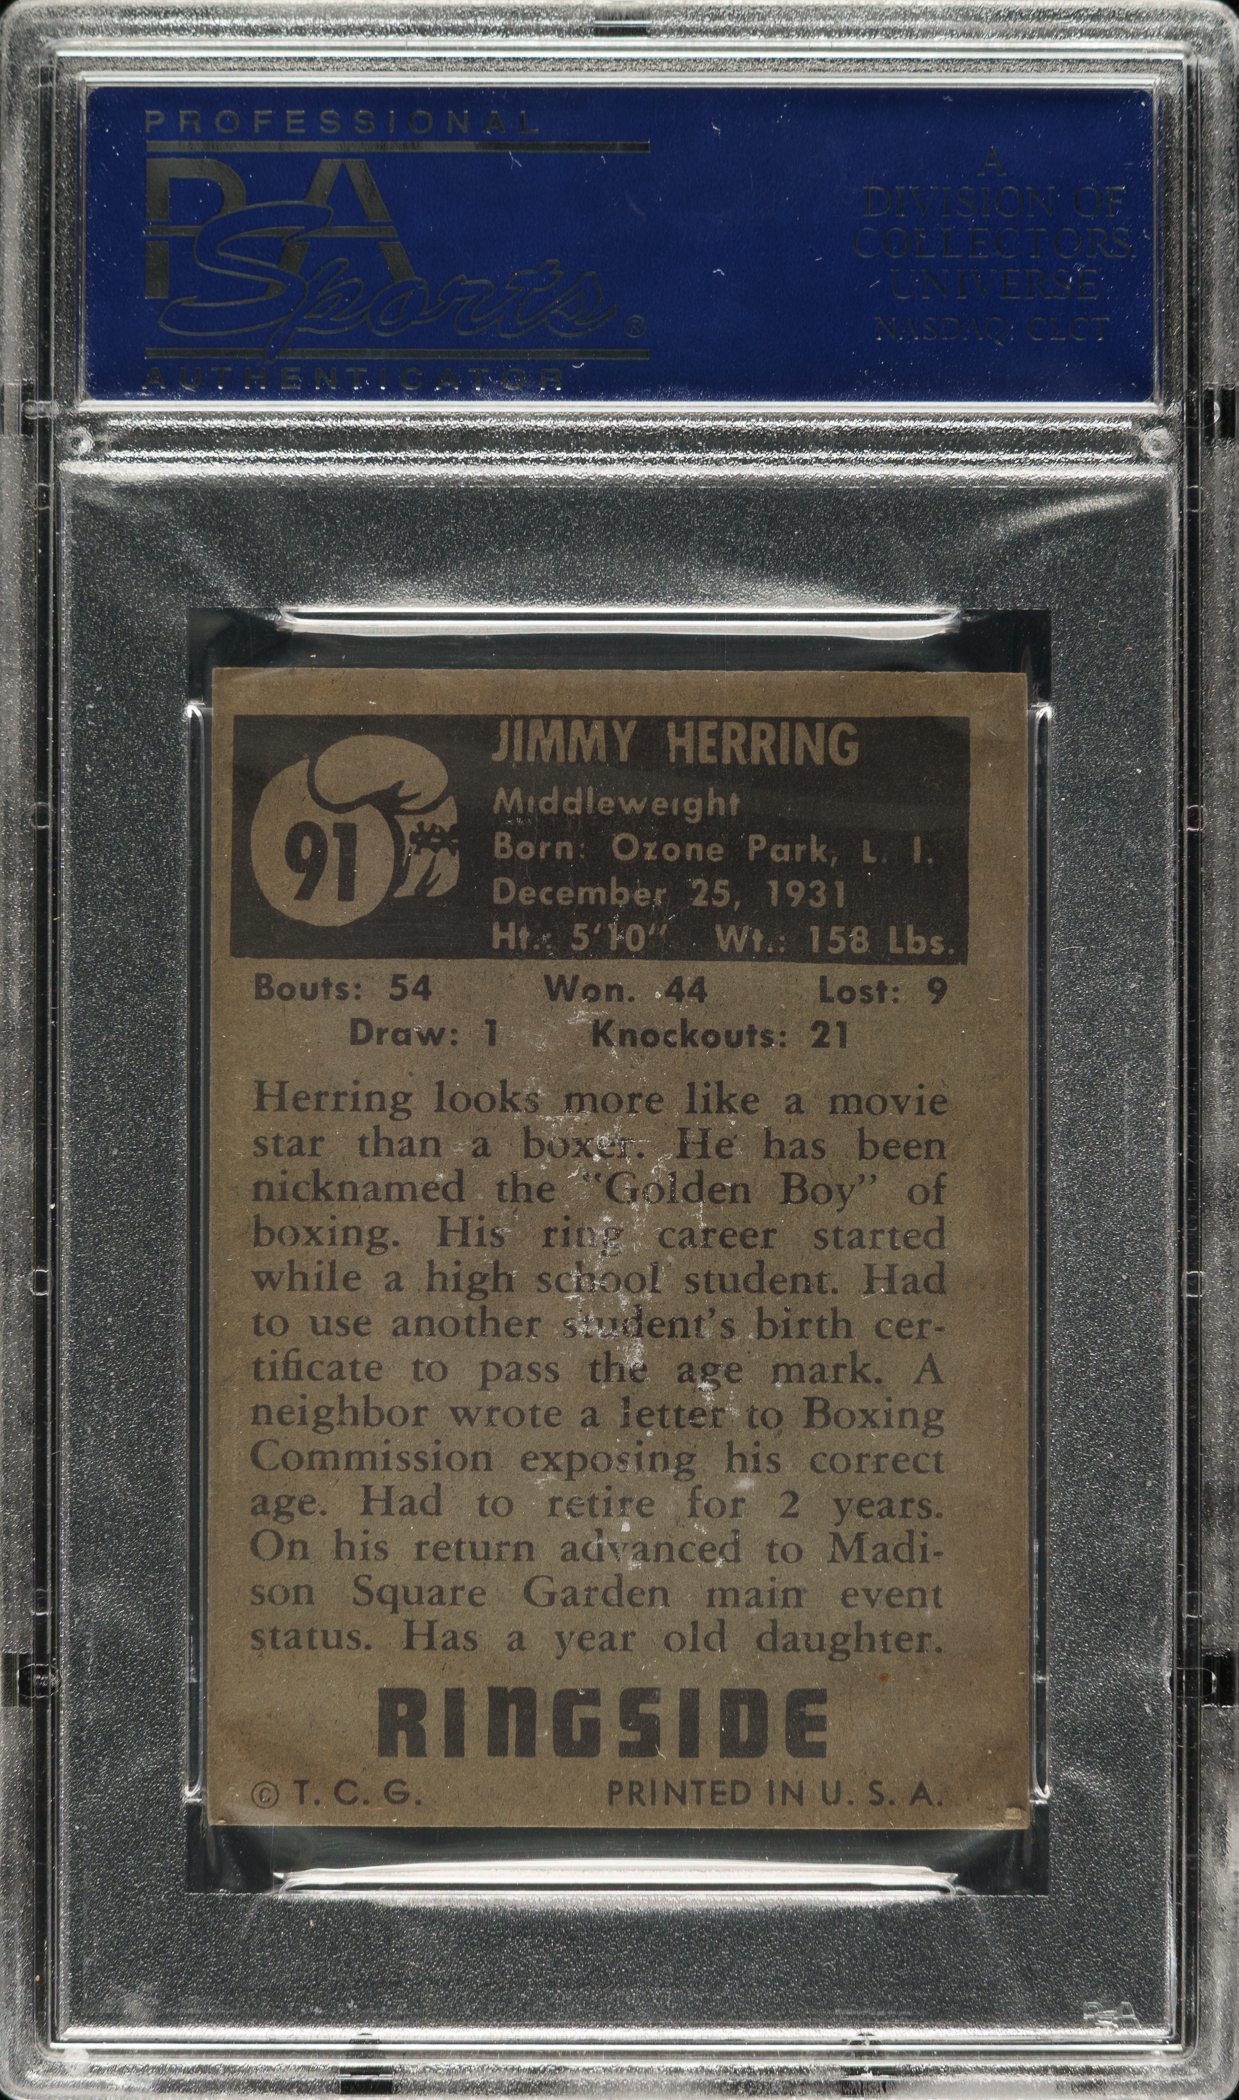 PROFESSIONAL
PSA
Sports®
AUTHENTICATOR
A
DIVISION OF
COLLECTORS
UNIVERSE
NASDAQ: CLCT
91
JIMMY HERRING
Middleweight
Born: Ozone Park, L. I.
December 25, 1931
Ht.: 5'10" Wt.: 158 Lbs.
Bouts: 54 Won. 44 Lost: 9
Draw: 1 Knockouts: 21
Herring looks more like a movie
star than a boxer. He has been
nicknamed the "Golden Boy" of
boxing. His ring career started
while a high school student. Had
to use another student's birth cer-
tificate to pass the age mark. A
neighbor wrote a letter to Boxing
Commission exposing his correct
age. Had to retire for 2 years.
On his return advanced to Madi-
son Square Garden main event
status. Has a year old daughter.
RINGSIDE
© T. C. G. PRINTED IN U. S. A.
PSA